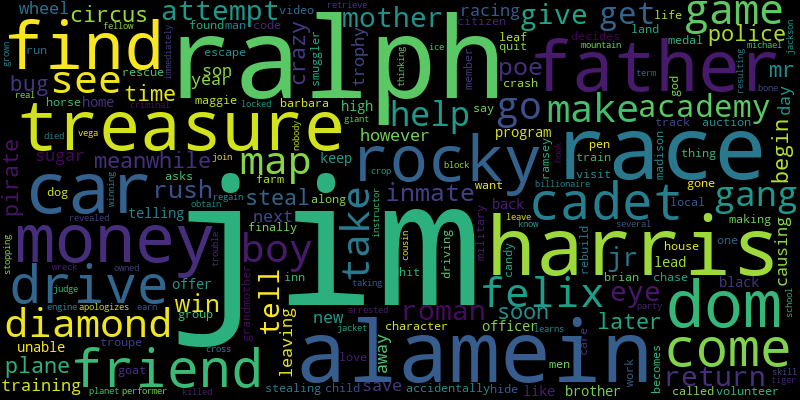 wheel circus attempt foundman video retrieve racing citizen give get life game
grown run fellow immediately escape code mother leaf land medal police jackson
find ralph crazy smuggler trophy thinking ice member quit decides father mountain michael mr
bug see rescue son year poe crash term resulting bone god day
real horse home time maggie barbara high help say go make academy
criminal locked nobody giant however program track auction begin
treasure vega died join map keep rocky block pen race thing
pirate sugar meanwhile asks farm crop want ramsey train visit madison gone
car dog winning rush steal along inmate back cadet billionaire local gang
telling obtain regain next take instructor military leave know several making
stopping money revealed boy finally jim cousin driving candy harris house one causing
trouble wreck owned hit rebuild jr lead chase
drive judge offer tell inn taking felix brian eye black dom
engine apologizes earn win grandmother new arrested roman soon later party
diamond group leaving jacket character officer learns
unable troupe cross love away alamein men care work come
plane friend goat stealing child save accidentally hide like brother becomes return skill
training planet performer killed called volunteer tiger